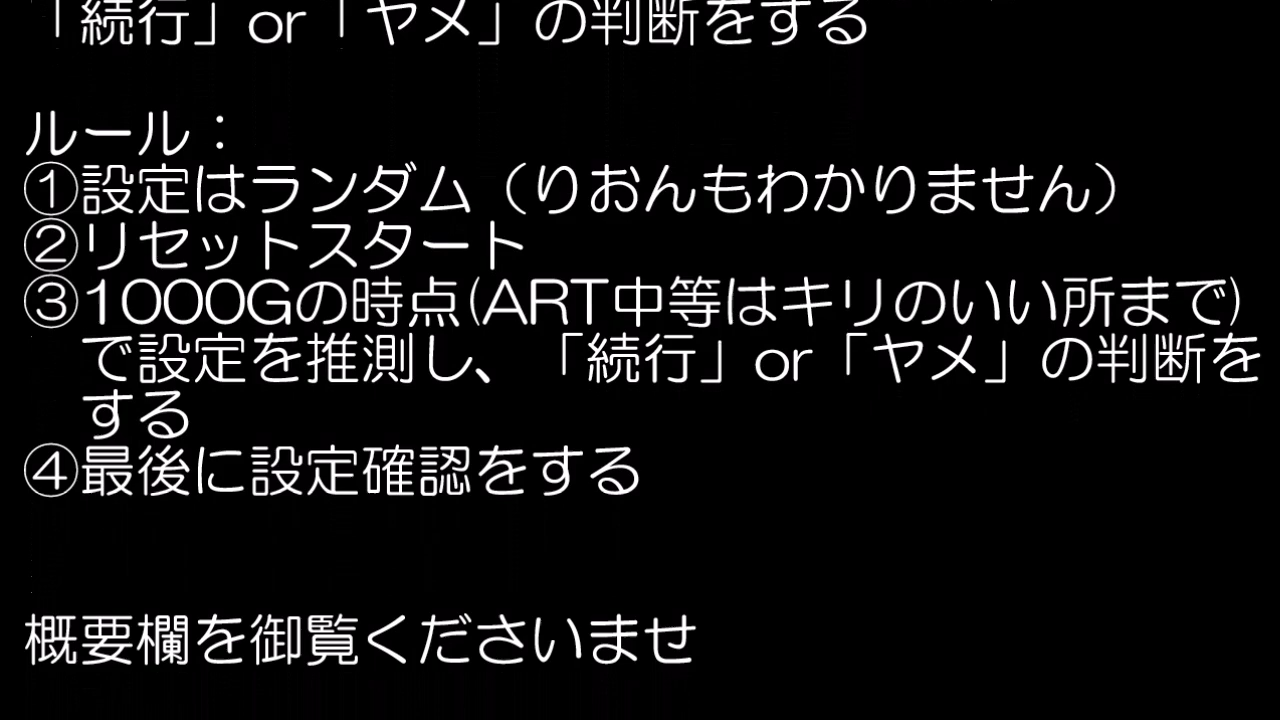 「続行」or「ヤメ」の判断をする
ルール：
①設定はランダム（りおんもわかりません）
②リセットスタート
③1000Gの時点(ART中等はキリのいい所まで)
で設定を推測し、「続行」or「ヤメ」の判断を
する
④最後に設定確認をする
概要欄を御覧くださいませ